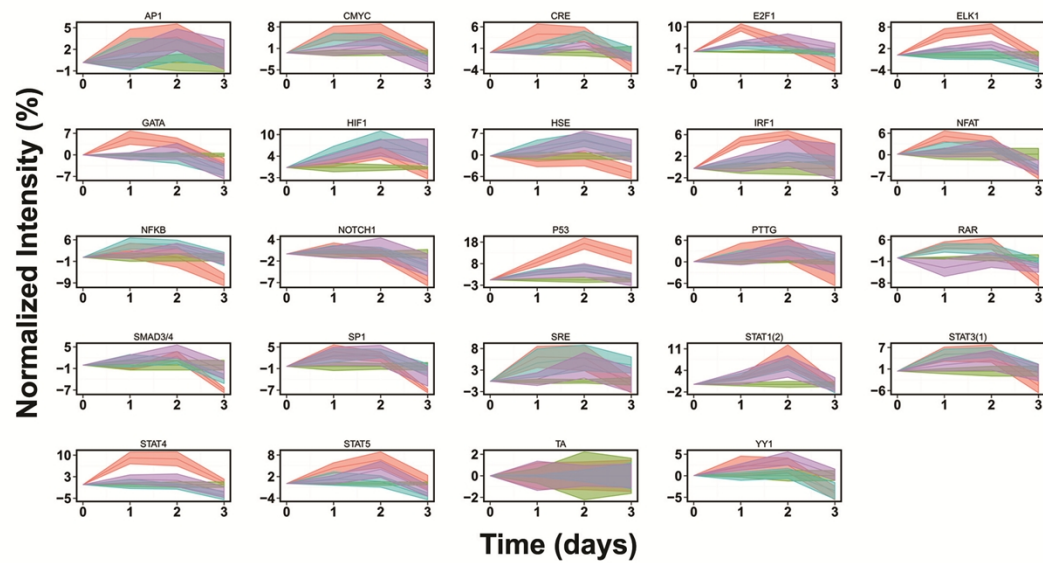 AP1 CMYC CRE E2F1 ELK1
5 8 6 10 8
2 2 1 1 2
−1 −5 −4 −7 −4
0 1 2 3 0 1 2 3 0 1 2 3 0 1 2 3 0 1 2 3
GATA HIF1 HSE IRF1 NFAT
7 10 7 6 7
0 4 0 2 0
−7 −3 −6 −2 −7
0 1 2 3 0 1 2 3 0 1 2 3 0 1 2 3 0 1 2 3
NFKB NOTCH1 P53 PTTG RAR
6 4 18 6 6
−1 −2 8 0 −1
−9 −7 −3 −6 −8
0 1 2 3 0 1 2 3 0 1 2 3 0 1 2 3 0 1 2 3
SMAD3/4 SP1 SRE STAT1(2) STAT3(1)
5 5 8 11 7
−1 −1 3 4 1
−7 −7 −3 −2 −6
0 1 2 3 0 1 2 3 0 1 2 3 0 1 2 3 0 1 2 3
STAT4 STAT5 TA YY1
10 8 2 5
3 2 0 0
−5 −4 −2 −5
0 1 2 3 0 1 2 3 0 1 2 3 0 1 2 3
Normalized Intensity (%)
Time (days)